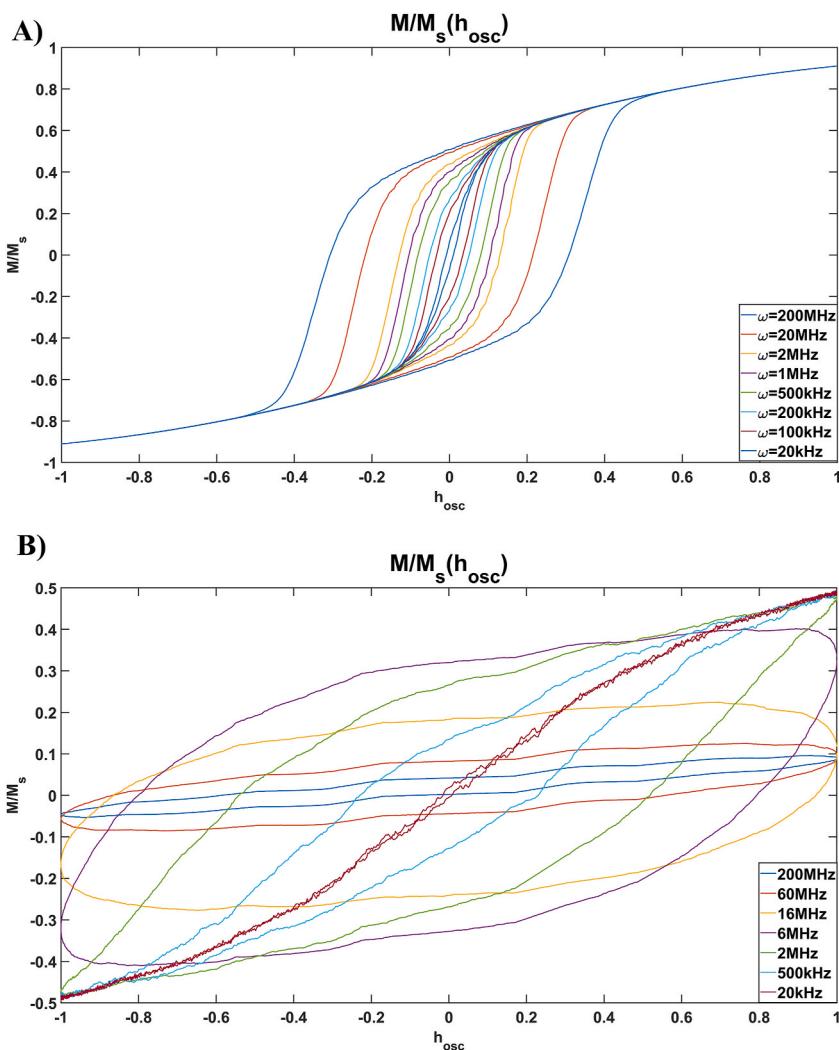 A)
M/Ms(hosc)
1
0.8
0.6
0.4
0.2
0
-0.2
-0.4
-0.6
-0.8
-1
M/Ms
-1 -0.8 -0.6 -0.4 -0.2 0 0.2 0.4 0.6 0.8 1
hosc
ω=200MHz
ω=20MHz
ω=2MHz
ω=1MHz
ω=500kHz
ω=200kHz
ω=100kHz
ω=20kHz
B)
M/Ms(hosc)
0.5
0.4
0.3
0.2
0.1
0
-0.1
-0.2
-0.3
-0.4
-0.5
M/Ms
-1 -0.8 -0.6 -0.4 -0.2 0 0.2 0.4 0.6 0.8 1
hosc
200MHz
60MHz
16MHz
6MHz
2MHz
500kHz
20kHz